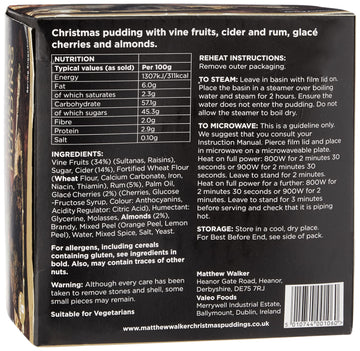 Christmas pudding with vine fruits, cider and rum, glacé
cherries and almonds.
NUTRITION
Typical values (as sold) Per 100g
Energy 1307kJ/311kcal
Fat 6.0g
of which saturates 2.3g
Carbohydrate 57.1g
of which sugars 45.3g
Fibre 2.0g
Protein 2.9g
Salt 0.10g
INGREDIENTS:
Vine Fruits (34%) (Sultanas, Raisins),
Sugar, Cider (14%), Fortified Wheat Flour
(Wheat Flour, Calcium Carbonate, Iron,
Niacin, Thiamin), Rum (5%), Palm Oil,
Glacé Cherries (2%) (Cherries, Glucose
-Fructose Syrup, Colour: Anthocyanins,
Acidity Regulator: Citric Acid), Humectant:
Glycerine, Molasses, Almonds (2%),
Brandy, Mixed Peel (Orange Peel, Lemon
Peel), Water, Mixed Spice, Salt, Yeast.
For allergens, including cereals
containing gluten, see ingredients in
bold. Also, may contain traces of other
nuts.
Warning: Although every care has been
taken to remove stones and shell, some
small pieces may remain.
Suitable for Vegetarians
REHEAT INSTRUCTIONS:
Remove outer packaging.
TO STEAM: Leave in basin with film lid on.
Place the basin in a steamer over boiling
water and steam for 2 hours. Ensure the
water does not enter the pudding. Do not
allow the steamer to boil dry.
TO MICROWAVE: This is a guideline only.
We suggest that you consult your
Instruction Manual. Pierce film lid and
place in microwave on a microwaveable plate.
Heat on full power: 800W for 2 minutes 30
seconds or 900W for 2 minutes 30
seconds. Leave to stand for 1 minute.
Heat on full power for a further: 800W for
2 minutes 30 seconds or 900W for 2
minutes. Leave to stand for 3 minutes
before serving and check that it is piping
hot.
STORAGE: Store in a cool, dry place.
For Best Before End, see side of pack.
Matthew Walker
Heanor Gate Road, Heanor,
Derbyshire, DE75 7RJ
Valeo Foods
Merrywell Industrial Estate,
Ballymount, Dublin, Ireland
www.matthewwalkerchristmaspuddings.co.uk